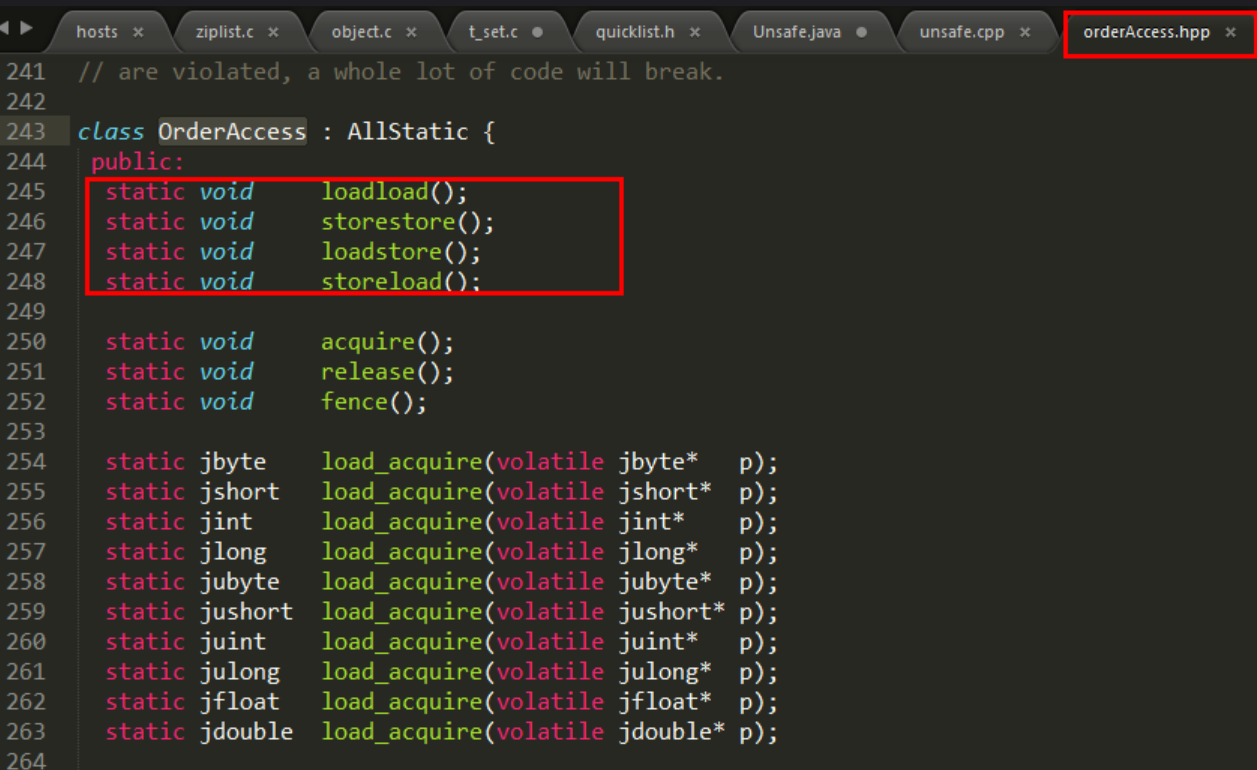 hosts × ziplist.c × object.c × t_set.c ● quicklist.h × Unsafe.java ● unsafe.cpp × orderAccess.hpp ×
241 // are violated, a whole lot of code will break.
242
243 class OrderAccess : AllStatic {
244 public:
245 static void loadload();
246 static void storestore();
247 static void loadstore();
248 static void storeload();
249
250 static void acquire();
251 static void release();
252 static void fence();
253
254 static jbyte load_acquire(volatile jbyte* p);
255 static jshort load_acquire(volatile jshort* p);
256 static jint load_acquire(volatile jint* p);
257 static jlong load_acquire(volatile jlong* p);
258 static jubyte load_acquire(volatile jubyte* p);
259 static jushort load_acquire(volatile jushort* p);
260 static juint load_acquire(volatile juint* p);
261 static julong load_acquire(volatile julong* p);
262 static jfloat load_acquire(volatile jfloat* p);
263 static jdouble load_acquire(volatile jdouble* p);
264